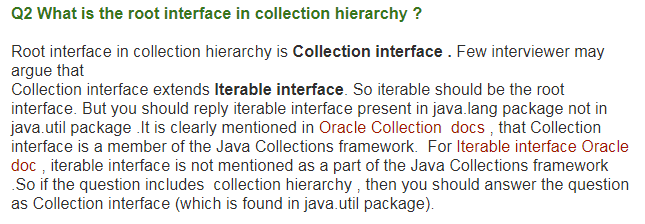 Q2 What is the root interface in collection hierarchy ?
Root interface in collection hierarchy is Collection interface . Few interviewer may
argue that
Collection interface extends Iterable interface. So iterable should be the root
interface. But you should reply iterable interface present in java.lang package not in
java.util package .It is clearly mentioned in Oracle Collection  docs , that Collection
interface is a member of the Java Collections framework.  For Iterable interface Oracle
doc , iterable interface is not mentioned as a part of the Java Collections framework
.So if the question includes  collection hierarchy , then you should answer the question
as Collection interface (which is found in java.util package).